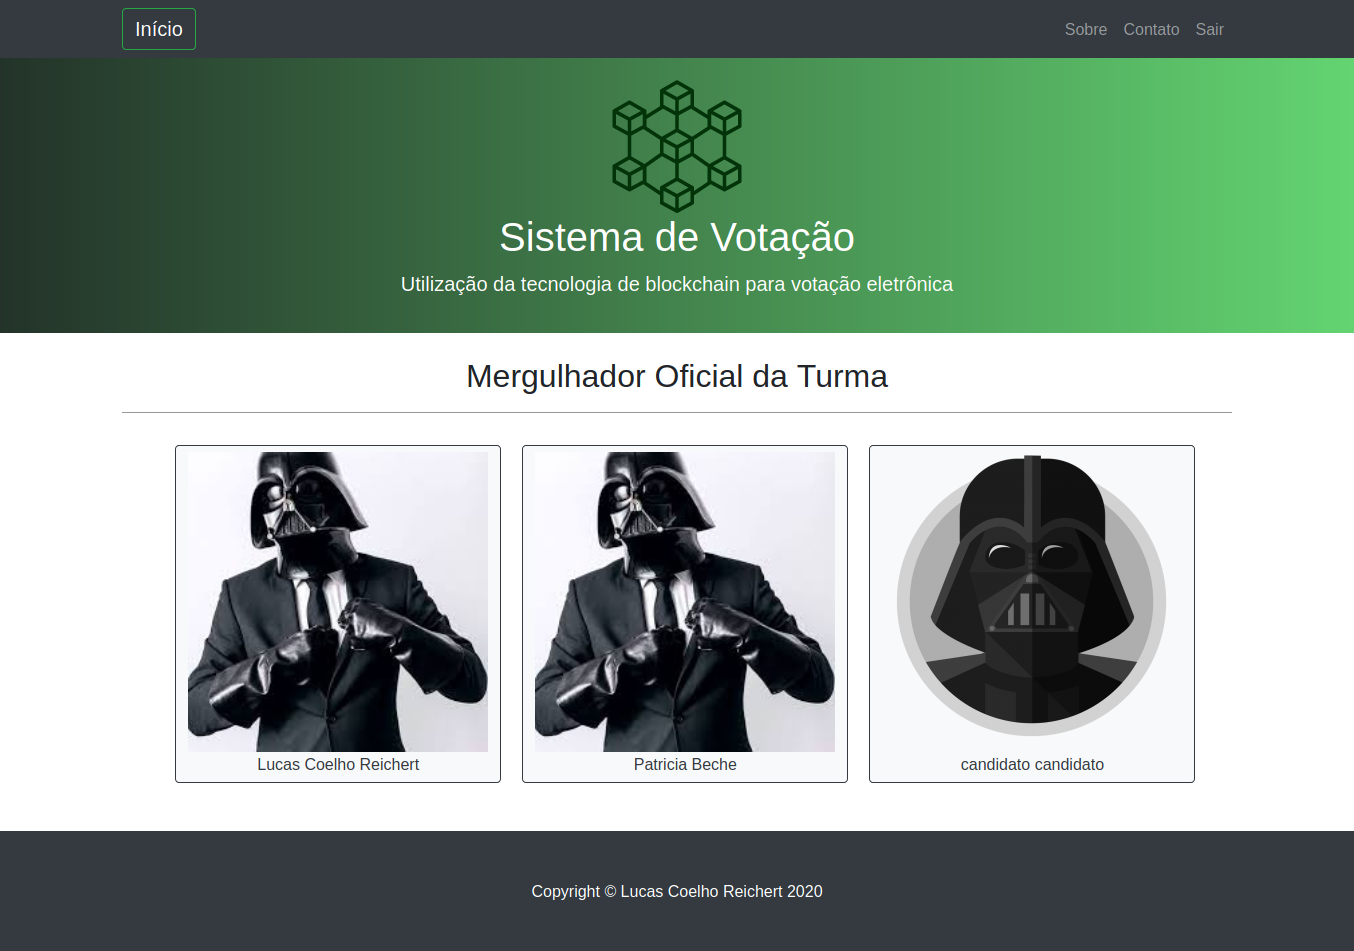 Início
Sobre Contato Sair
Sistema de Votação
Utilização da tecnologia de blockchain para votação eletrônica
Mergulhador Oficial da Turma
Lucas Coelho Reichert
Patricia Beche
candidato candidato
Copyright © Lucas Coelho Reichert 2020